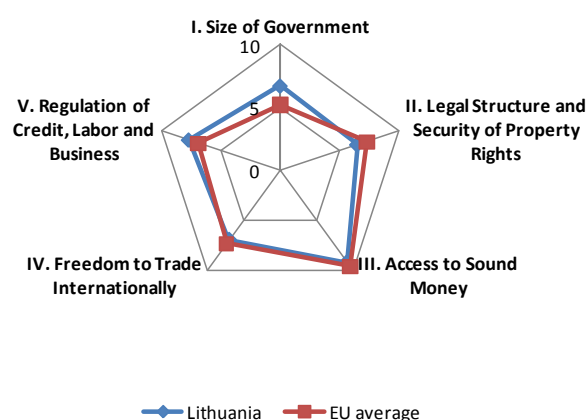 I. Size of Government
10
V. Regulation of
Credit, Labor and
Business
5
II. Legal Structure and
Security of Property
Rights
0
IV. Freedom to Trade
Internationally
III. Access to Sound
Money
Lithuania
EU average